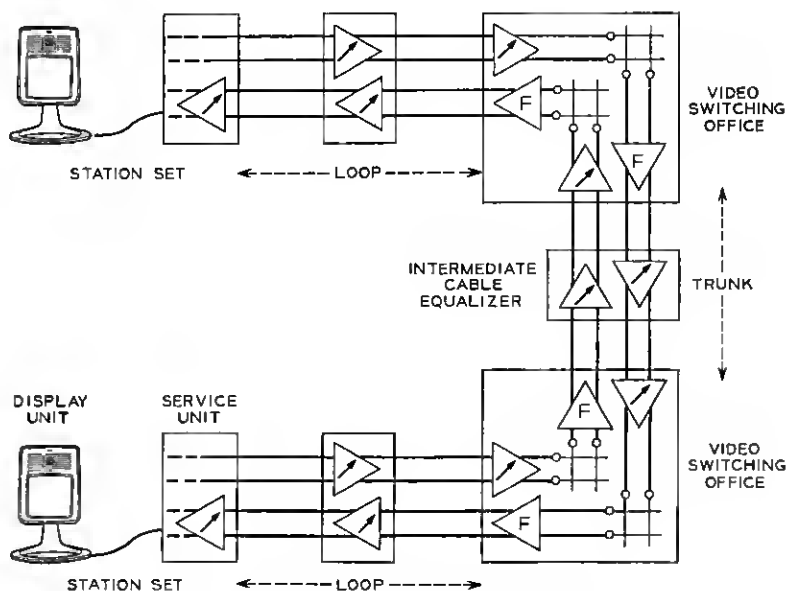 F
VIDEO
SWITCHING
OFFICE
STATION SET
LOOP
F
INTERMEDIATE
CABLE
EQUALIZER
TRUNK
DISPLAY
UNIT
SERVICE
UNIT
F
VIDEO
SWITCHING
OFFICE
F
STATION SET
LOOP